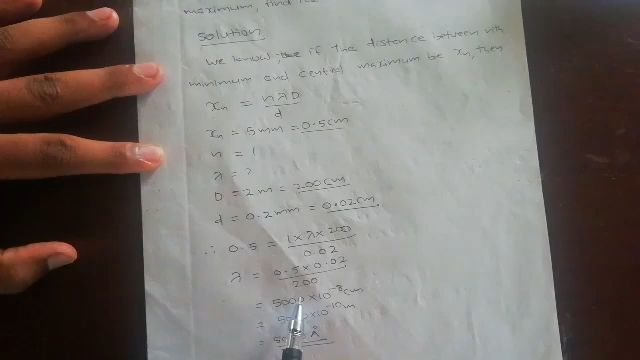 maximum, find the
Solution
We know, if the distance between nth
minimum and central maximum be xn, then
xn = nλD/d
xn = 5mm = 0.5cm
n = 1
λ = ?
D = 2m = 200cm
d = 0.2mm = 0.02cm.
∴ 0.5 = 1×λ×200/0.02
λ = 0.5×0.02/200
= 5000×10⁻⁸cm
= ×10⁻¹⁰m
= Å